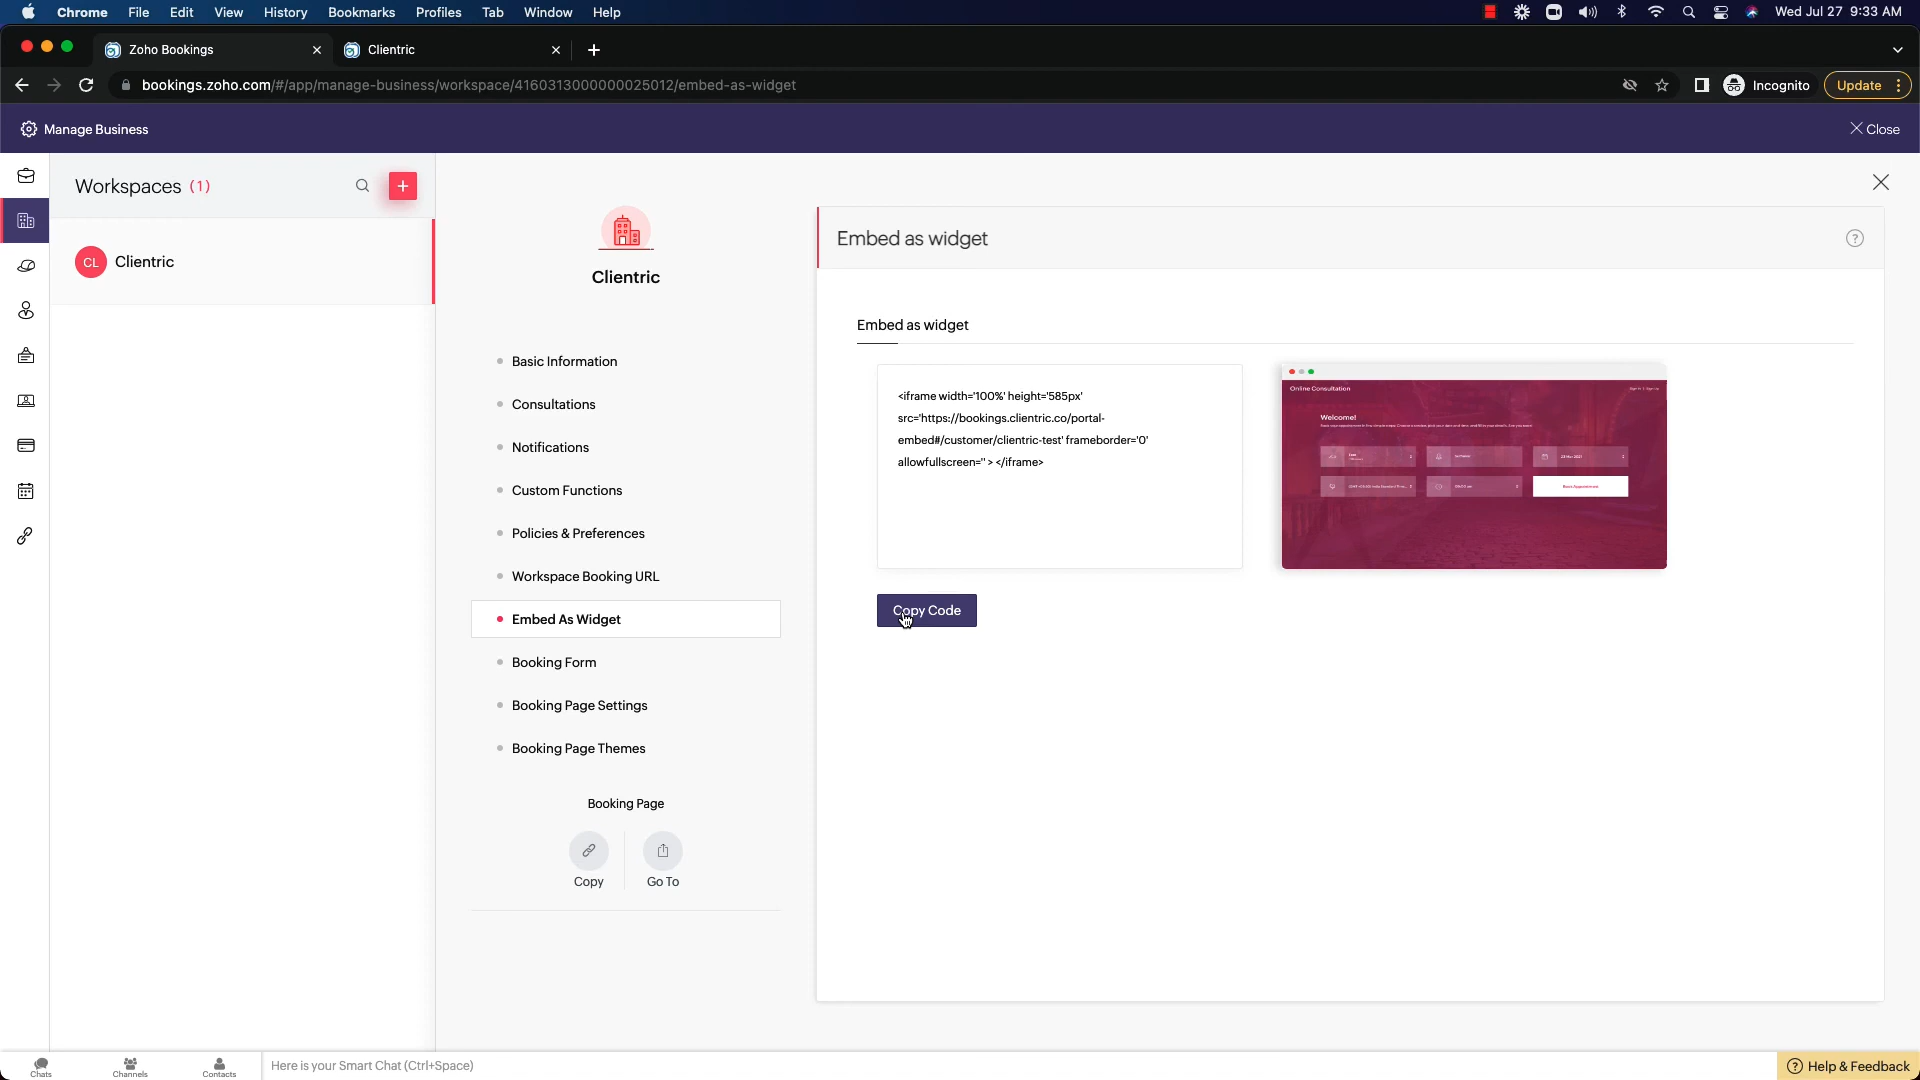 Chrome File Edit View History Bookmarks Profiles Tab Window Help Wed Jul 27 9:33 AM
Zoho Bookings Clientric
bookings.zoho.com/#/app/manage-business/workspace/4160313000000025012/embed-as-widget Incognito Update
Manage Business Close
Workspaces (1)
CL Clientric
Clientric
Basic Information
Consultations
Notifications
Custom Functions
Policies & Preferences
Workspace Booking URL
Embed As Widget
Booking Form
Booking Page Settings
Booking Page Themes
Booking Page
Copy Go To
Embed as widget
Embed as widget
<iframe width='100%' height='585px'
src='https://bookings.clientric.co/portal-
embed#/customer/clientric-test' frameborder='0'
allowfullscreen='' > </iframe>
Online Consultation
Welcome!
23 Mar 2021
Book Appointment
Copy Code
Chats Channels Contacts Here is your Smart Chat (Ctrl+Space) Help & Feedback